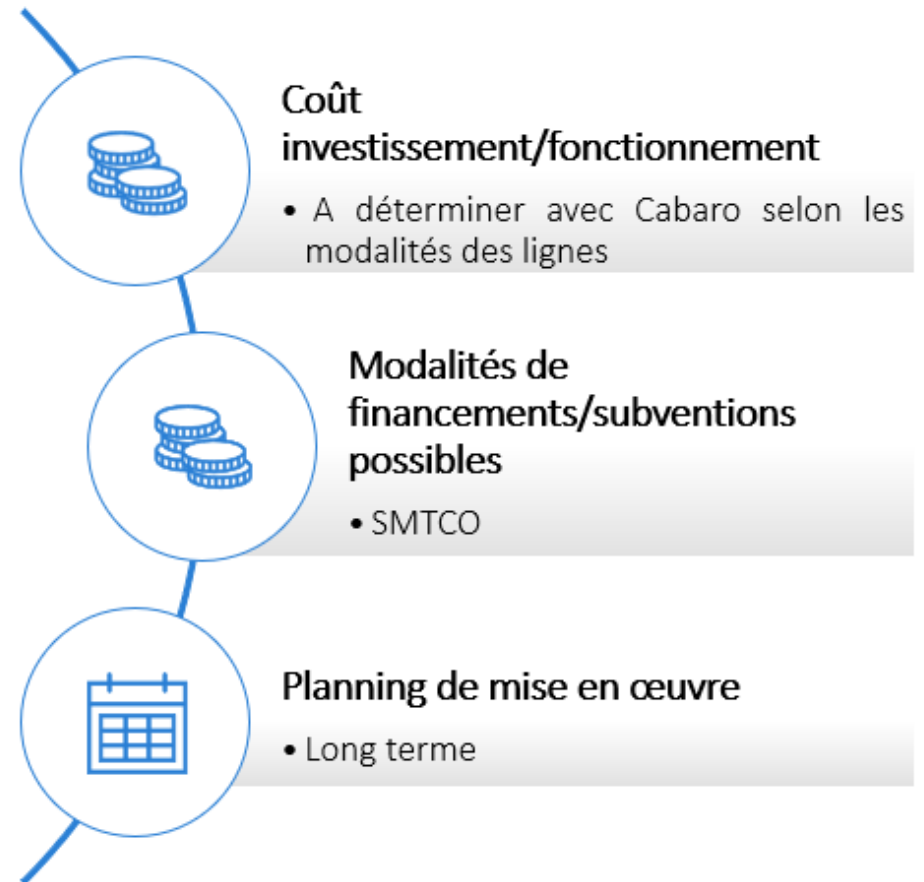 Coût
investissement/fonctionnement
• A déterminer avec Cabaro selon les
modalités des lignes
Modalités de
financements/subventions
possibles
• SMTCO
Planning de mise en œuvre
• Long terme